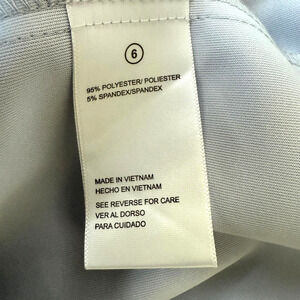 6
95% POLYESTER/ POLIESTER
5% SPANDEX/SPANDEX
MADE IN VIETNAM
HECHO EN VIETNAM
SEE REVERSE FOR CARE
VER AL DORSO
PARA CUIDADO